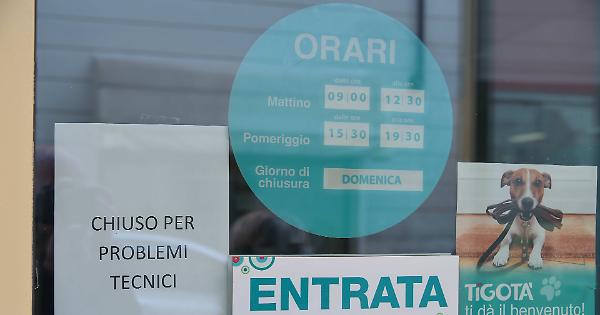 ORARI
dalle ore alle ore
Mattino 09|00 12|30
dalle ore alle ore
Pomeriggio 15|30 19|30
Giorno di
chiusura DOMENICA
CHIUSO PER
PROBLEMI
TECNICI
ENTRATA
TIGOTÀ
ti dà il benvenuto!